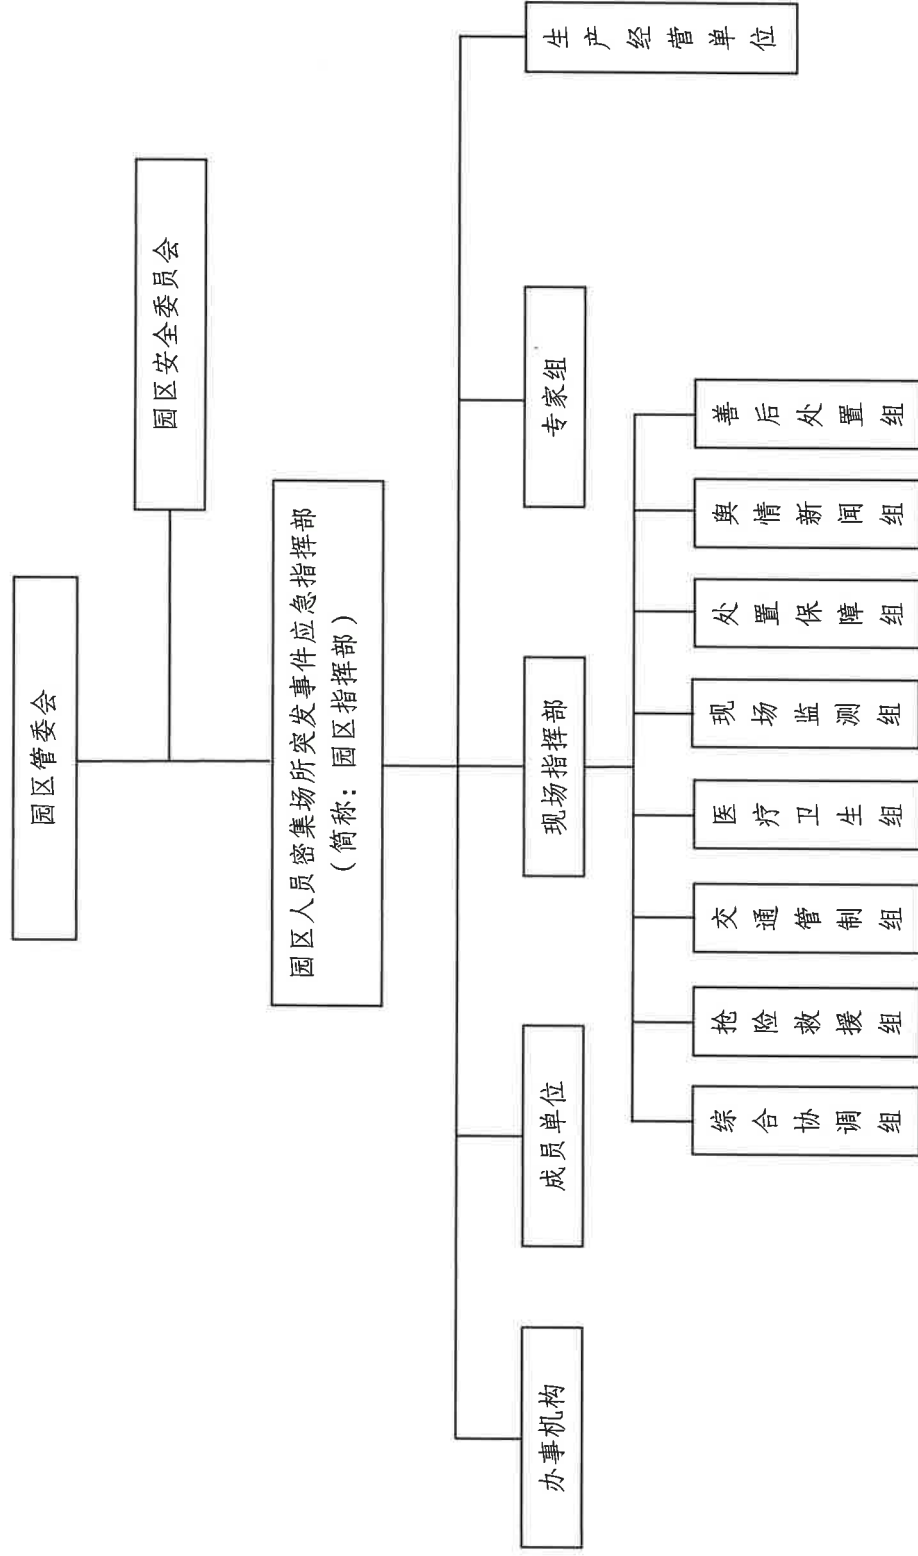 园区管委会
园区安全委员会
园区人员密集场所突发事件应急指挥部
（简称：园区指挥部）
办事机构
成员单位
现场指挥部
专家组
生产经营单位
综合协调组
抢险救援组
交通管制组
医疗卫生组
现场监测组
处置保障组
舆情新闻组
善后处置组